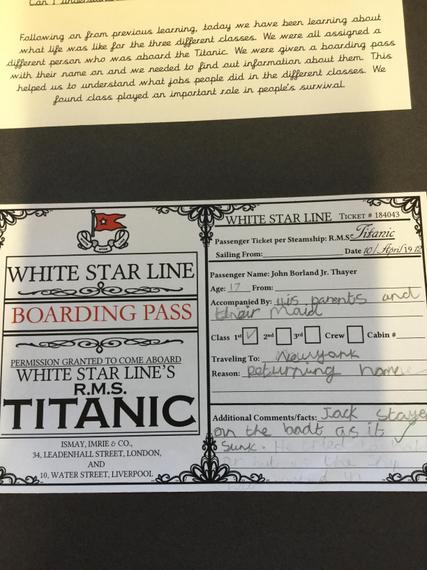 Can I
Following on from previous learning, today we have been learning about
what life was like for the three different classes. We were all assigned a
different person who was aboard the Titanic. We were given a boarding pass
with their name on and we needed to find out information about them. This
helped us to understand what jobs people did in the different classes. We
found class played an important role in people's survival.
WHITE STAR LINE
BOARDING PASS
PERMISSION GRANTED TO COME ABOARD
WHITE STAR LINE'S
R.M.S.
TITANIC
ISMAY, IMRIE & CO.,
34, LEADENHALL STREET, LONDON,
AND
10, WATER STREET, LIVERPOOL
WHITE STAR LINE TICKET # 184043
Passenger Ticket per Steamship: R.M.S. Titanic
Sailing From: Date 10/April/1912
Passenger Name: John Borland Jr. Thayer
Age: 17 From:
Accompanied By: his parents and
their maid
Class 1st 2nd 3rd Crew Cabin #
Traveling To: Newyork
Reason: Returning home
Additional Comments/facts: Jack Staye
on the boat as it
Sunk.